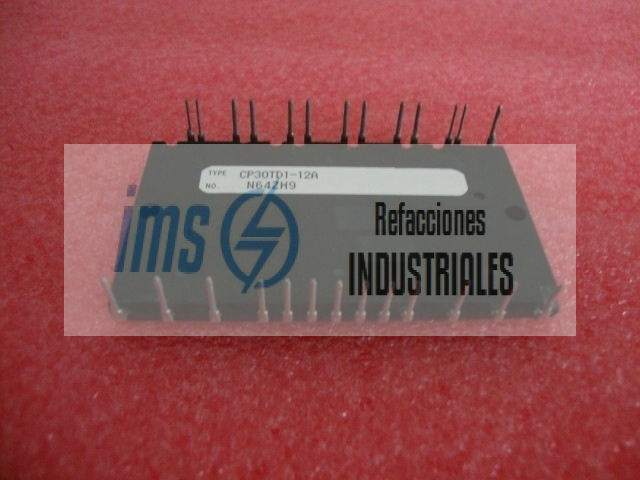 TYPE CP30TD1-12A
NO. N64ZH9
ims Refacciones
INDUSTRIALES